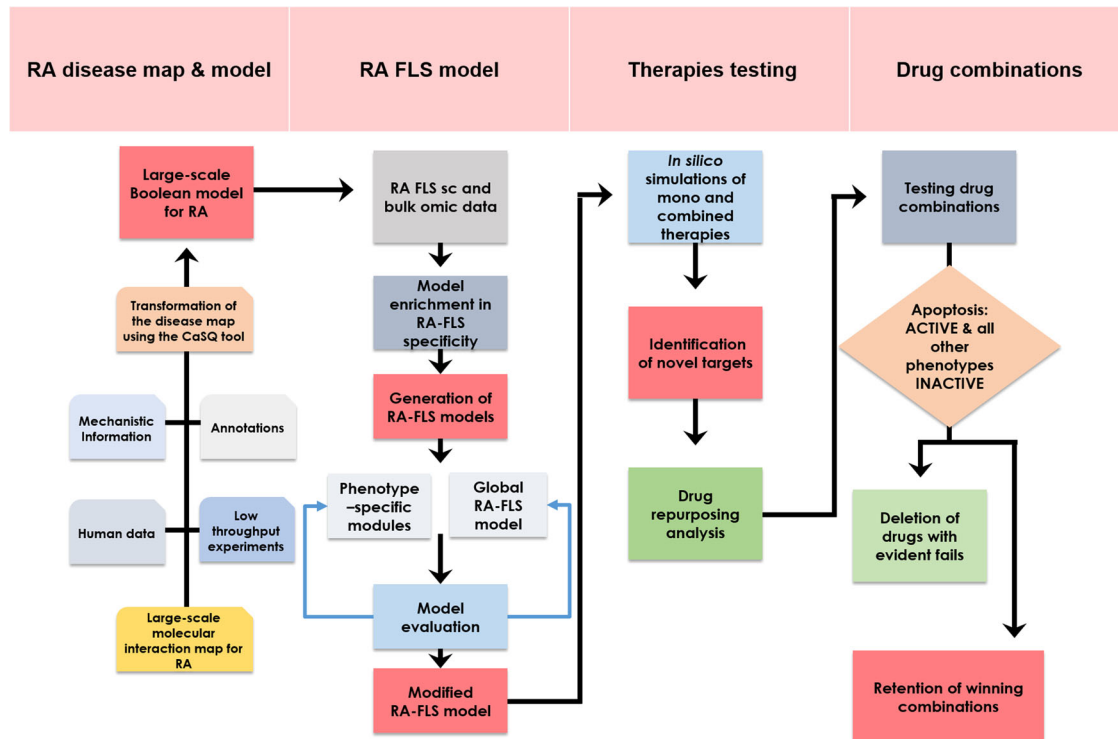 RA disease map & model
RA FLS model
Therapies testing
Drug combinations
Large-scale
Boolean model
for RA
Transformation of
the disease map
using the CaSQ tool
Mechanistic
Information
Annotations
Human data
Low
throughput
experiments
Large-scale
molecular
interaction map for
RA
RA FLS sc and
bulk omic data
Model
enrichment in
RA-FLS
specificity
Generation of
RA-FLS models
Phenotype
–specific
modules
Global
RA-FLS
model
Model
evaluation
Modified
RA-FLS model
In silico
simulations of
mono and
combined
therapies
Identification
of novel
targets
Drug
repurposing
analysis
Testing drug
combinations
Apoptosis:
ACTIVE & all
other
phenotypes
INACTIVE
Deletion of
drugs with
evident fails
Retention of winning
combinations